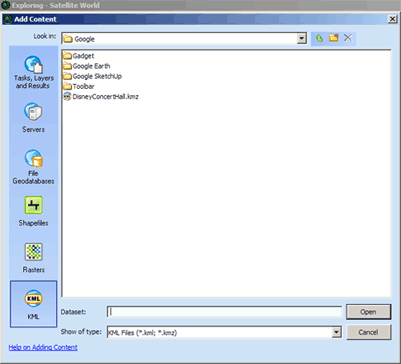 Exploring - Satellite World
Add Content
Look in:
Google
Tasks, Layers
and Results
Servers
File
Geodatabases
Shapefiles
Rasters
KML
KML
Gadget
Google Earth
Google SketchUp
Toolbar
DisneyConcertHall.kmz
Dataset:
Open
Show of type:
KML Files (*.kml; *.kmz)
Cancel
Help on Adding Content